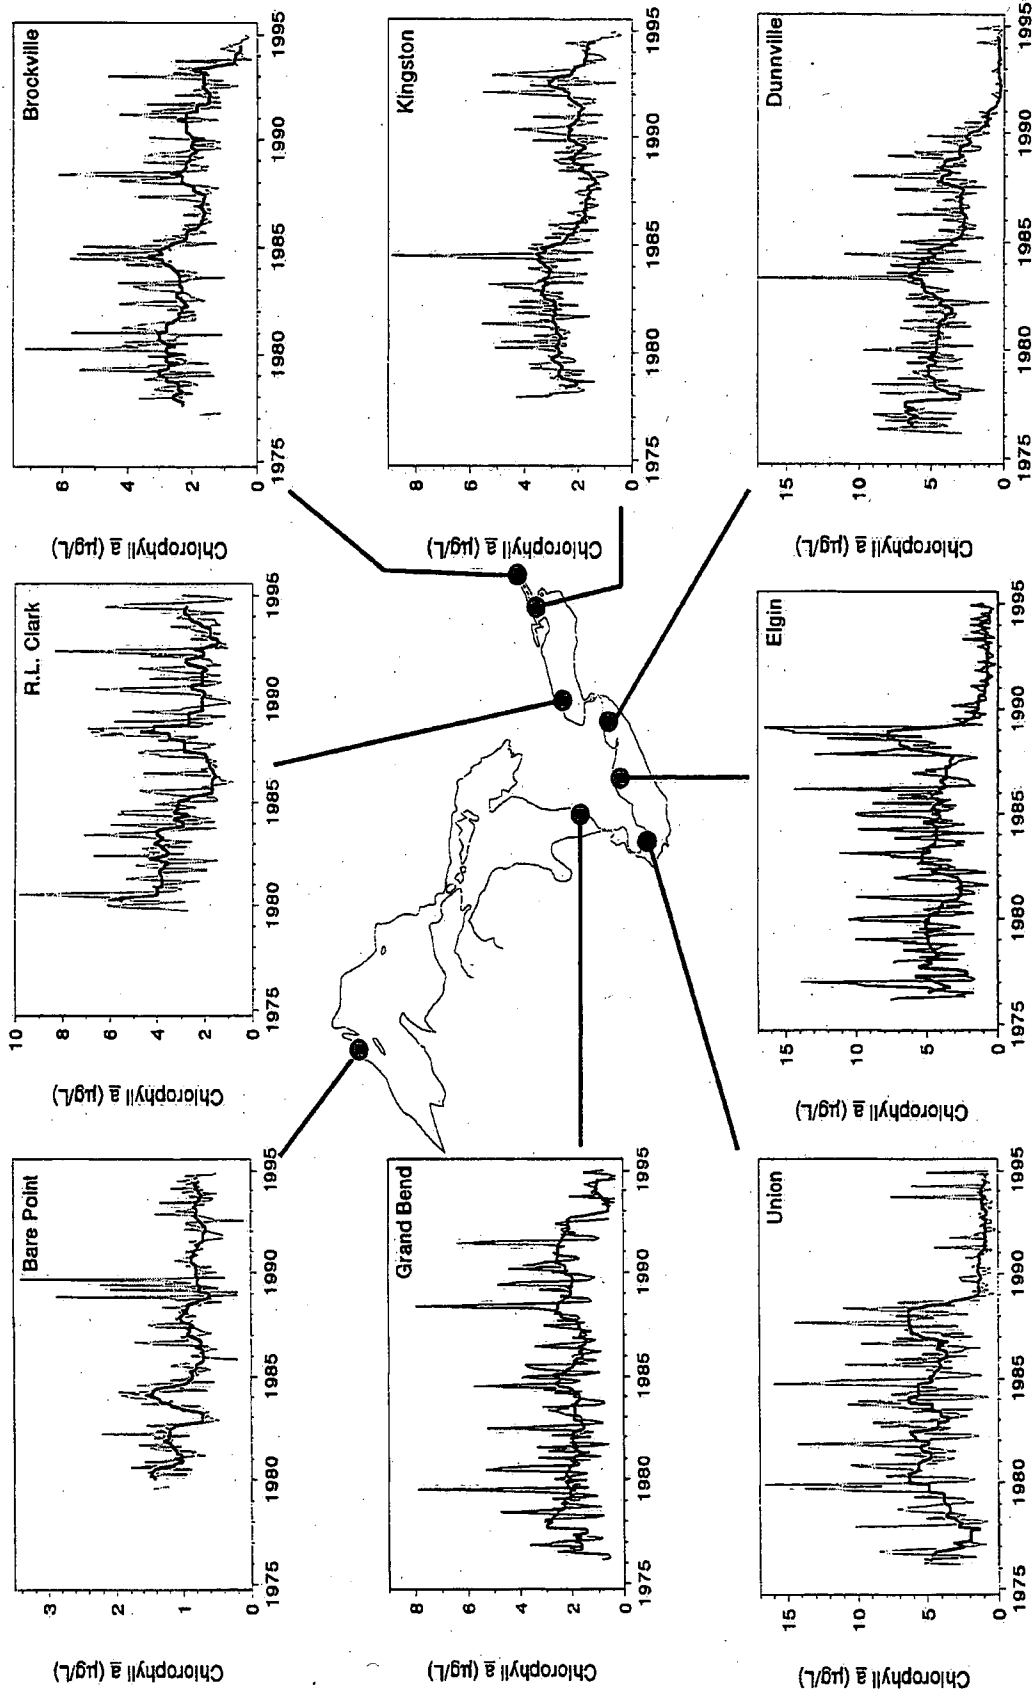 Bare Point
Chlorophyll a (µg/L)
3
2
1
0
1975 1980 1985 1990 1995
R.L. Clark
Chlorophyll a (µg/L)
10
8
6
4
2
0
1975 1980 1985 1990 1995
Brockville
Chlorophyll a (µg/L)
6
4
2
0
1975 1980 1985 1990 1995
Grand Bend
Chlorophyll a (µg/L)
8
6
4
2
0
1975 1980 1985 1990 1995
Kingston
Chlorophyll a (µg/L)
8
6
4
2
0
1975 1980 1985 1990 1995
Union
Chlorophyll a (µg/L)
15
10
5
0
1975 1980 1985 1990 1995
Elgin
Chlorophyll a (µg/L)
15
10
5
0
1975 1980 1985 1990 1995
Dunnville
Chlorophyll a (µg/L)
15
10
5
0
1975 1980 1985 1990 1995